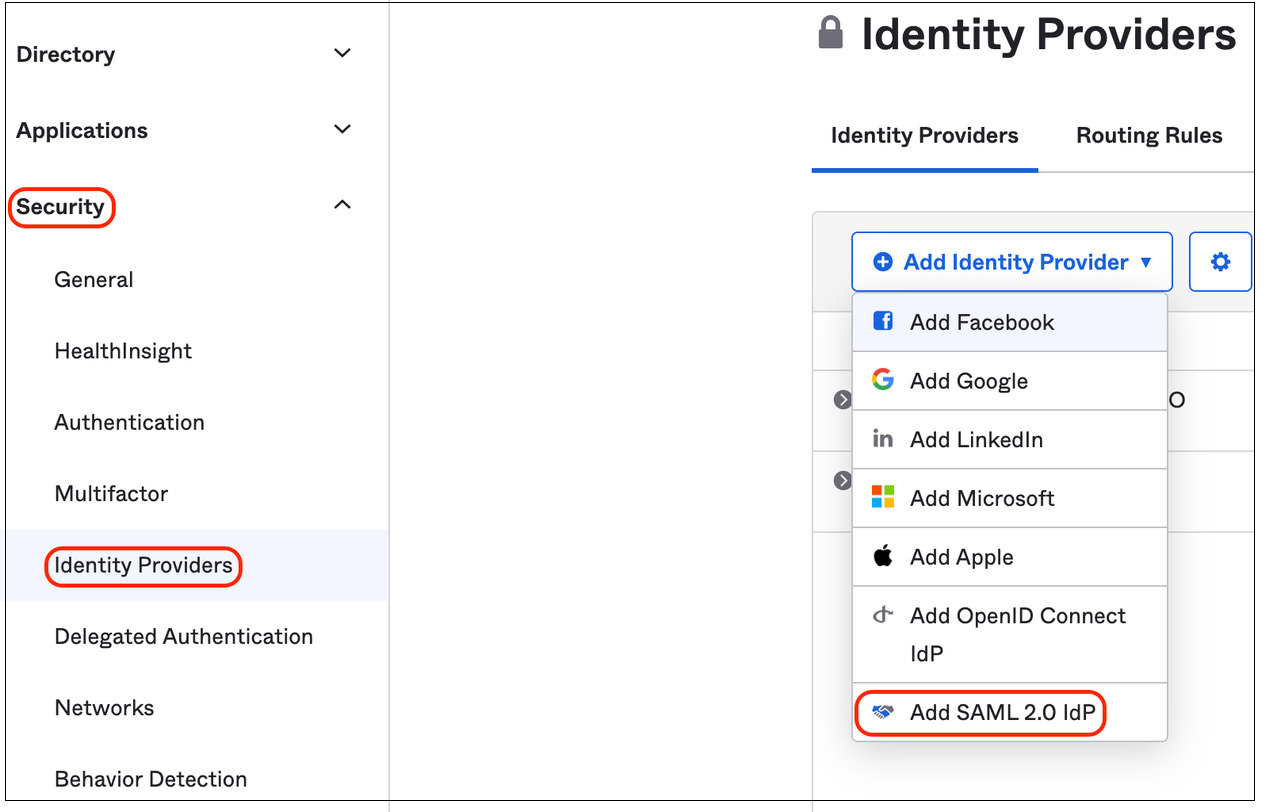 Directory
Applications
Security
General
HealthInsight
Authentication
Multifactor
Identity Providers
Delegated Authentication
Networks
Behavior Detection
Identity Providers
Identity Providers
Routing Rules
Add Identity Provider
Add Facebook
Add Google
Add LinkedIn
Add Microsoft
Add Apple
Add OpenID Connect
IdP
Add SAML 2.0 IdP
O